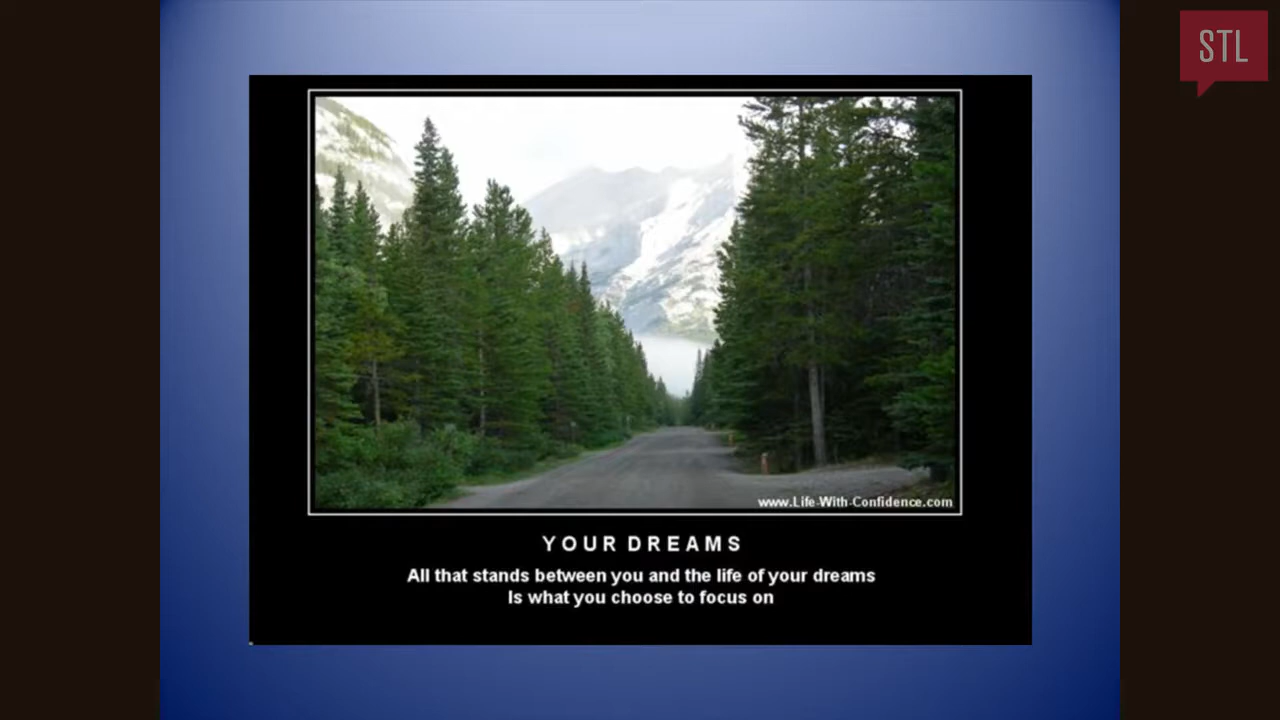 STL
www.Life-With-Confidence.com
YOUR DREAMS
All that stands between you and the life of your dreams
Is what you choose to focus on